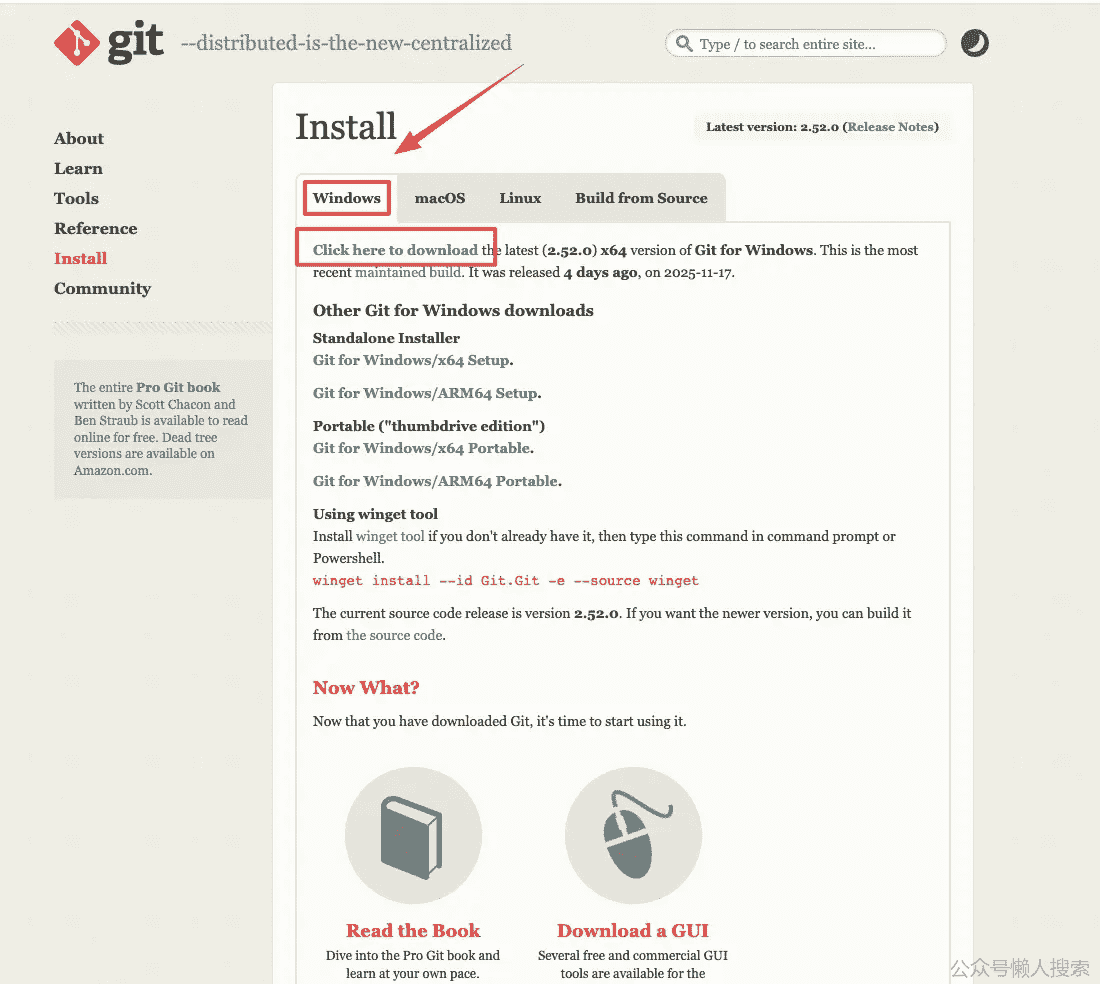 git --distributed-is-the-new-centralized
Type / to search entire site...
About
Learn
Tools
Reference
Install
Community
The entire Pro Git book
written by Scott Chacon and
Ben Straub is available to read
online for free. Dead tree
versions are available on
Amazon.com.
Install
Latest version: 2.52.0 (Release Notes)
Windows macOS Linux Build from Source
Click here to download the latest (2.52.0) x64 version of Git for Windows. This is the most
recent maintained build. It was released 4 days ago, on 2025-11-17.
Other Git for Windows downloads
Standalone Installer
Git for Windows/x64 Setup.
Git for Windows/ARM64 Setup.
Portable ("thumbdrive edition")
Git for Windows/x64 Portable.
Git for Windows/ARM64 Portable.
Using winget tool
Install winget tool if you don't already have it, then type this command in command prompt or
Powershell.
winget install --id Git.Git -e --source winget
The current source code release is version 2.52.0. If you want the newer version, you can build it
from the source code.
Now What?
Now that you have downloaded Git, it's time to start using it.
Read the Book
Dive into the Pro Git book and
learn at your own pace.
Download a GUI
Several free and commercial GUI
tools are available for the
公众号懒人搜索